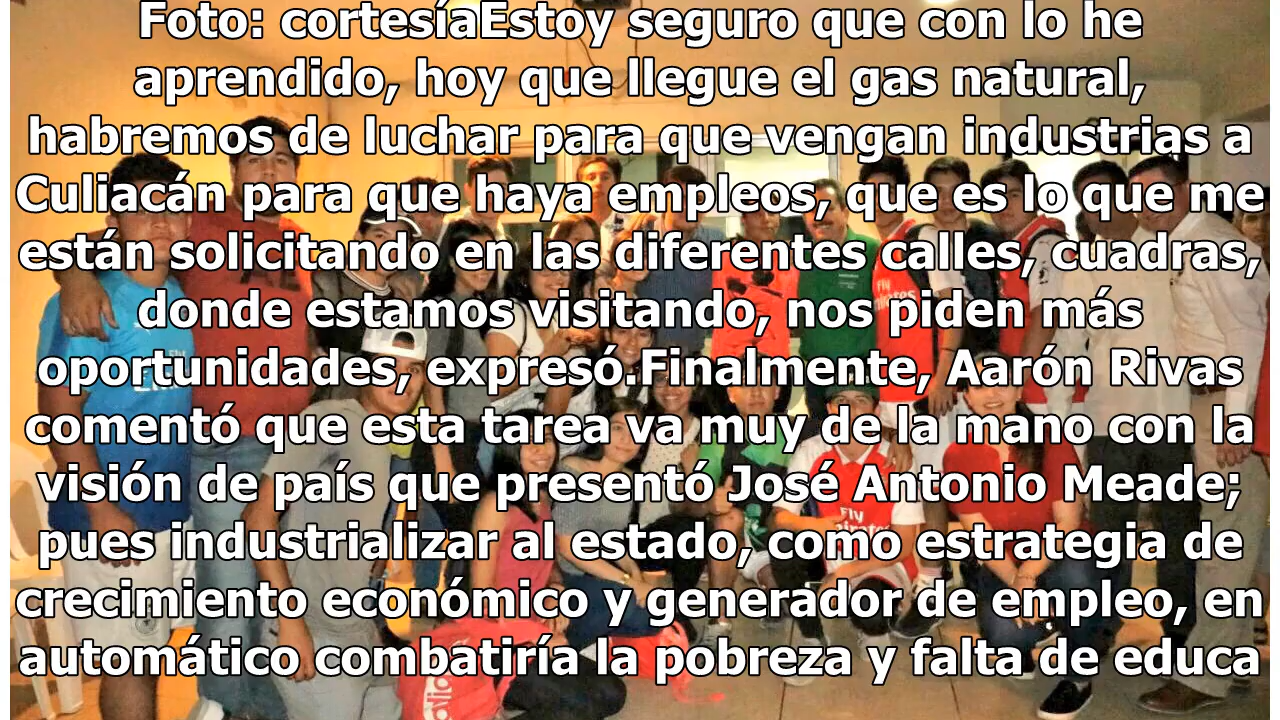 Foto: cortesíaEstoy seguro que con lo he
aprendido, hoy que llegue el gas natural,
habremos de luchar para que vengan industrias a
Culiacán para que haya empleos, que es lo que me
están solicitando en las diferentes calles, cuadras,
donde estamos visitando, nos piden más
oportunidades, expresó.Finalmente, Aarón Rivas
comentó que esta tarea va muy de la mano con la
visión de país que presentó José Antonio Meade;
pues industrializar al estado, como estrategia de
crecimiento económico y generador de empleo, en
automático combatiría la pobreza y falta de educa